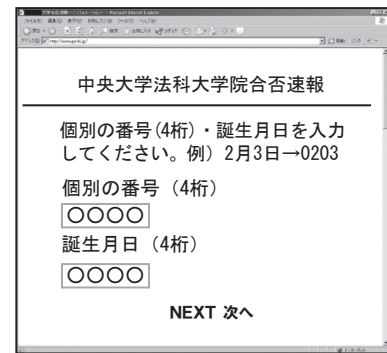 中央大学法科大学院合否速報
個別の番号(4桁)・誕生月日を入力
してください。例）2月3日→0203
個別の番号（4桁）
○○○○
誕生月日（4桁）
○○○○
NEXT 次へ